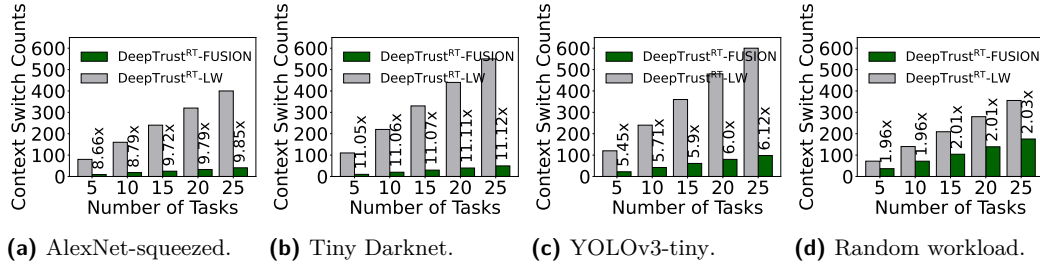 Context Switch Counts
600
500
400
300
200
100
0
DeepTrust^RT-FUSION
DeepTrust^RT-LW
8.66x
8.79x
9.72x
9.79x
9.85x
5 10 15 20 25
Number of Tasks
(a) AlexNet-squeezed.
Context Switch Counts
600
500
400
300
200
100
0
DeepTrust^RT-FUSION
DeepTrust^RT-LW
11.05x
11.06x
11.07x
11.11x
11.12x
5 10 15 20 25
Number of Tasks
(b) Tiny Darknet.
Context Switch Counts
600
500
400
300
200
100
0
DeepTrust^RT-FUSION
DeepTrust^RT-LW
5.45x
5.71x
5.9x
6.0x
6.12x
5 10 15 20 25
Number of Tasks
(c) YOLOv3-tiny.
Context Switch Counts
600
500
400
300
200
100
0
DeepTrust^RT-FUSION
DeepTrust^RT-LW
1.96x
1.96x
2.01x
2.01x
2.03x
5 10 15 20 25
Number of Tasks
(d) Random workload.